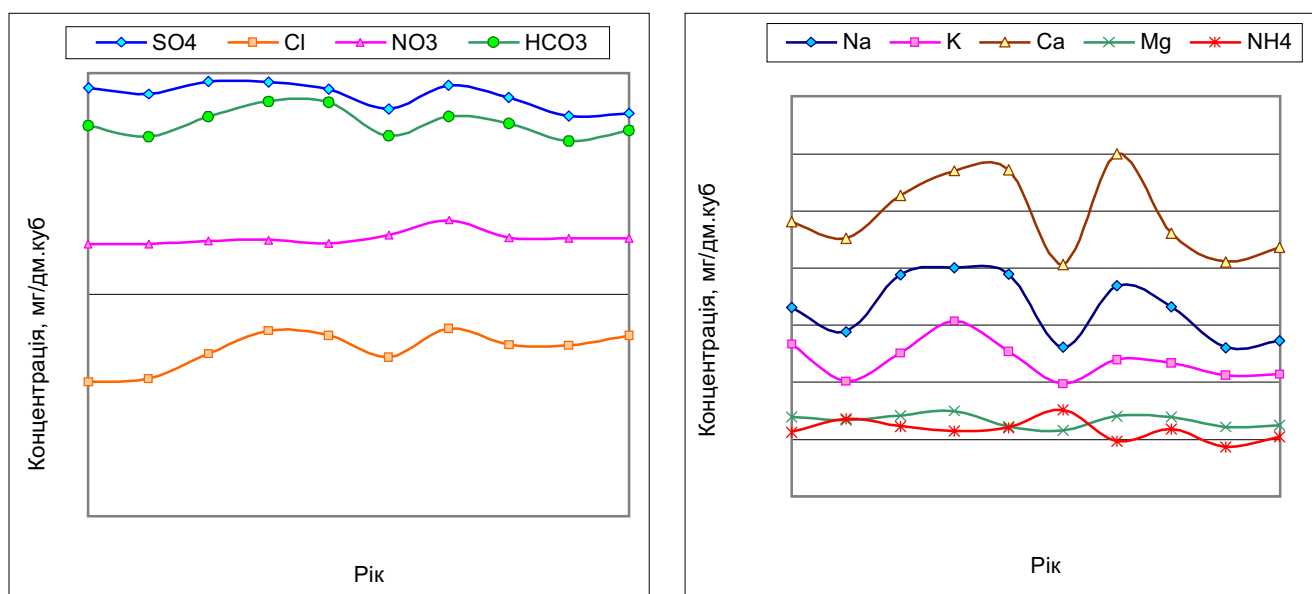 SO4 Cl NO3 HCO3
Концентрація, мг/дм.куб
Рік
Na K Ca Mg NH4
Концентрація, мг/дм.куб
Рік